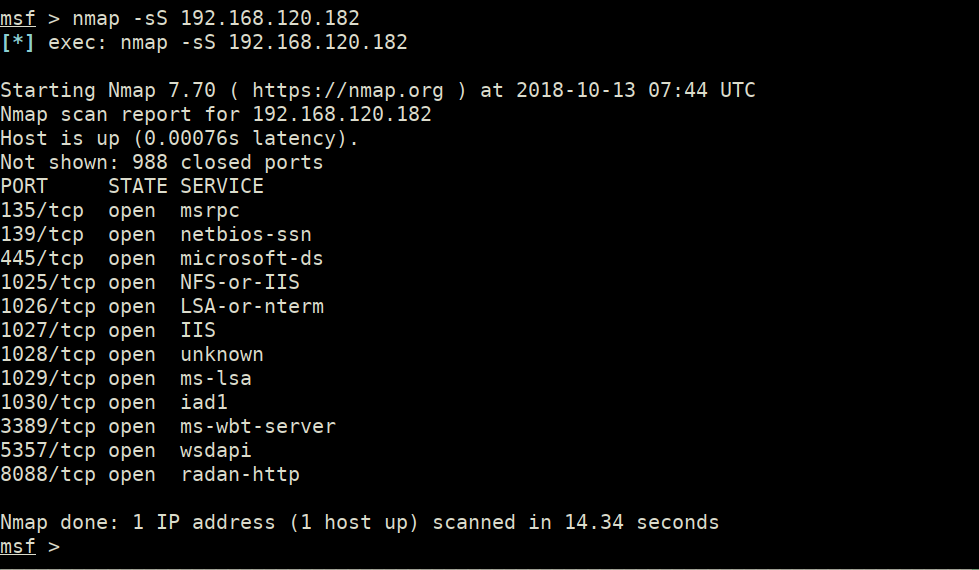 msf > nmap -sS 192.168.120.182
[*] exec: nmap -sS 192.168.120.182
Starting Nmap 7.70 ( https://nmap.org ) at 2018-10-13 07:44 UTC
Nmap scan report for 192.168.120.182
Host is up (0.00076s latency).
Not shown: 988 closed ports
PORT     STATE SERVICE
135/tcp  open  msrpc
139/tcp  open  netbios-ssn
445/tcp  open  microsoft-ds
1025/tcp open  NFS-or-IIS
1026/tcp open  LSA-or-nterm
1027/tcp open  IIS
1028/tcp open  unknown
1029/tcp open  ms-lsa
1030/tcp open  iad1
3389/tcp open  ms-wbt-server
5357/tcp open  wsdapi
8088/tcp open  radan-http
Nmap done: 1 IP address (1 host up) scanned in 14.34 seconds
msf >